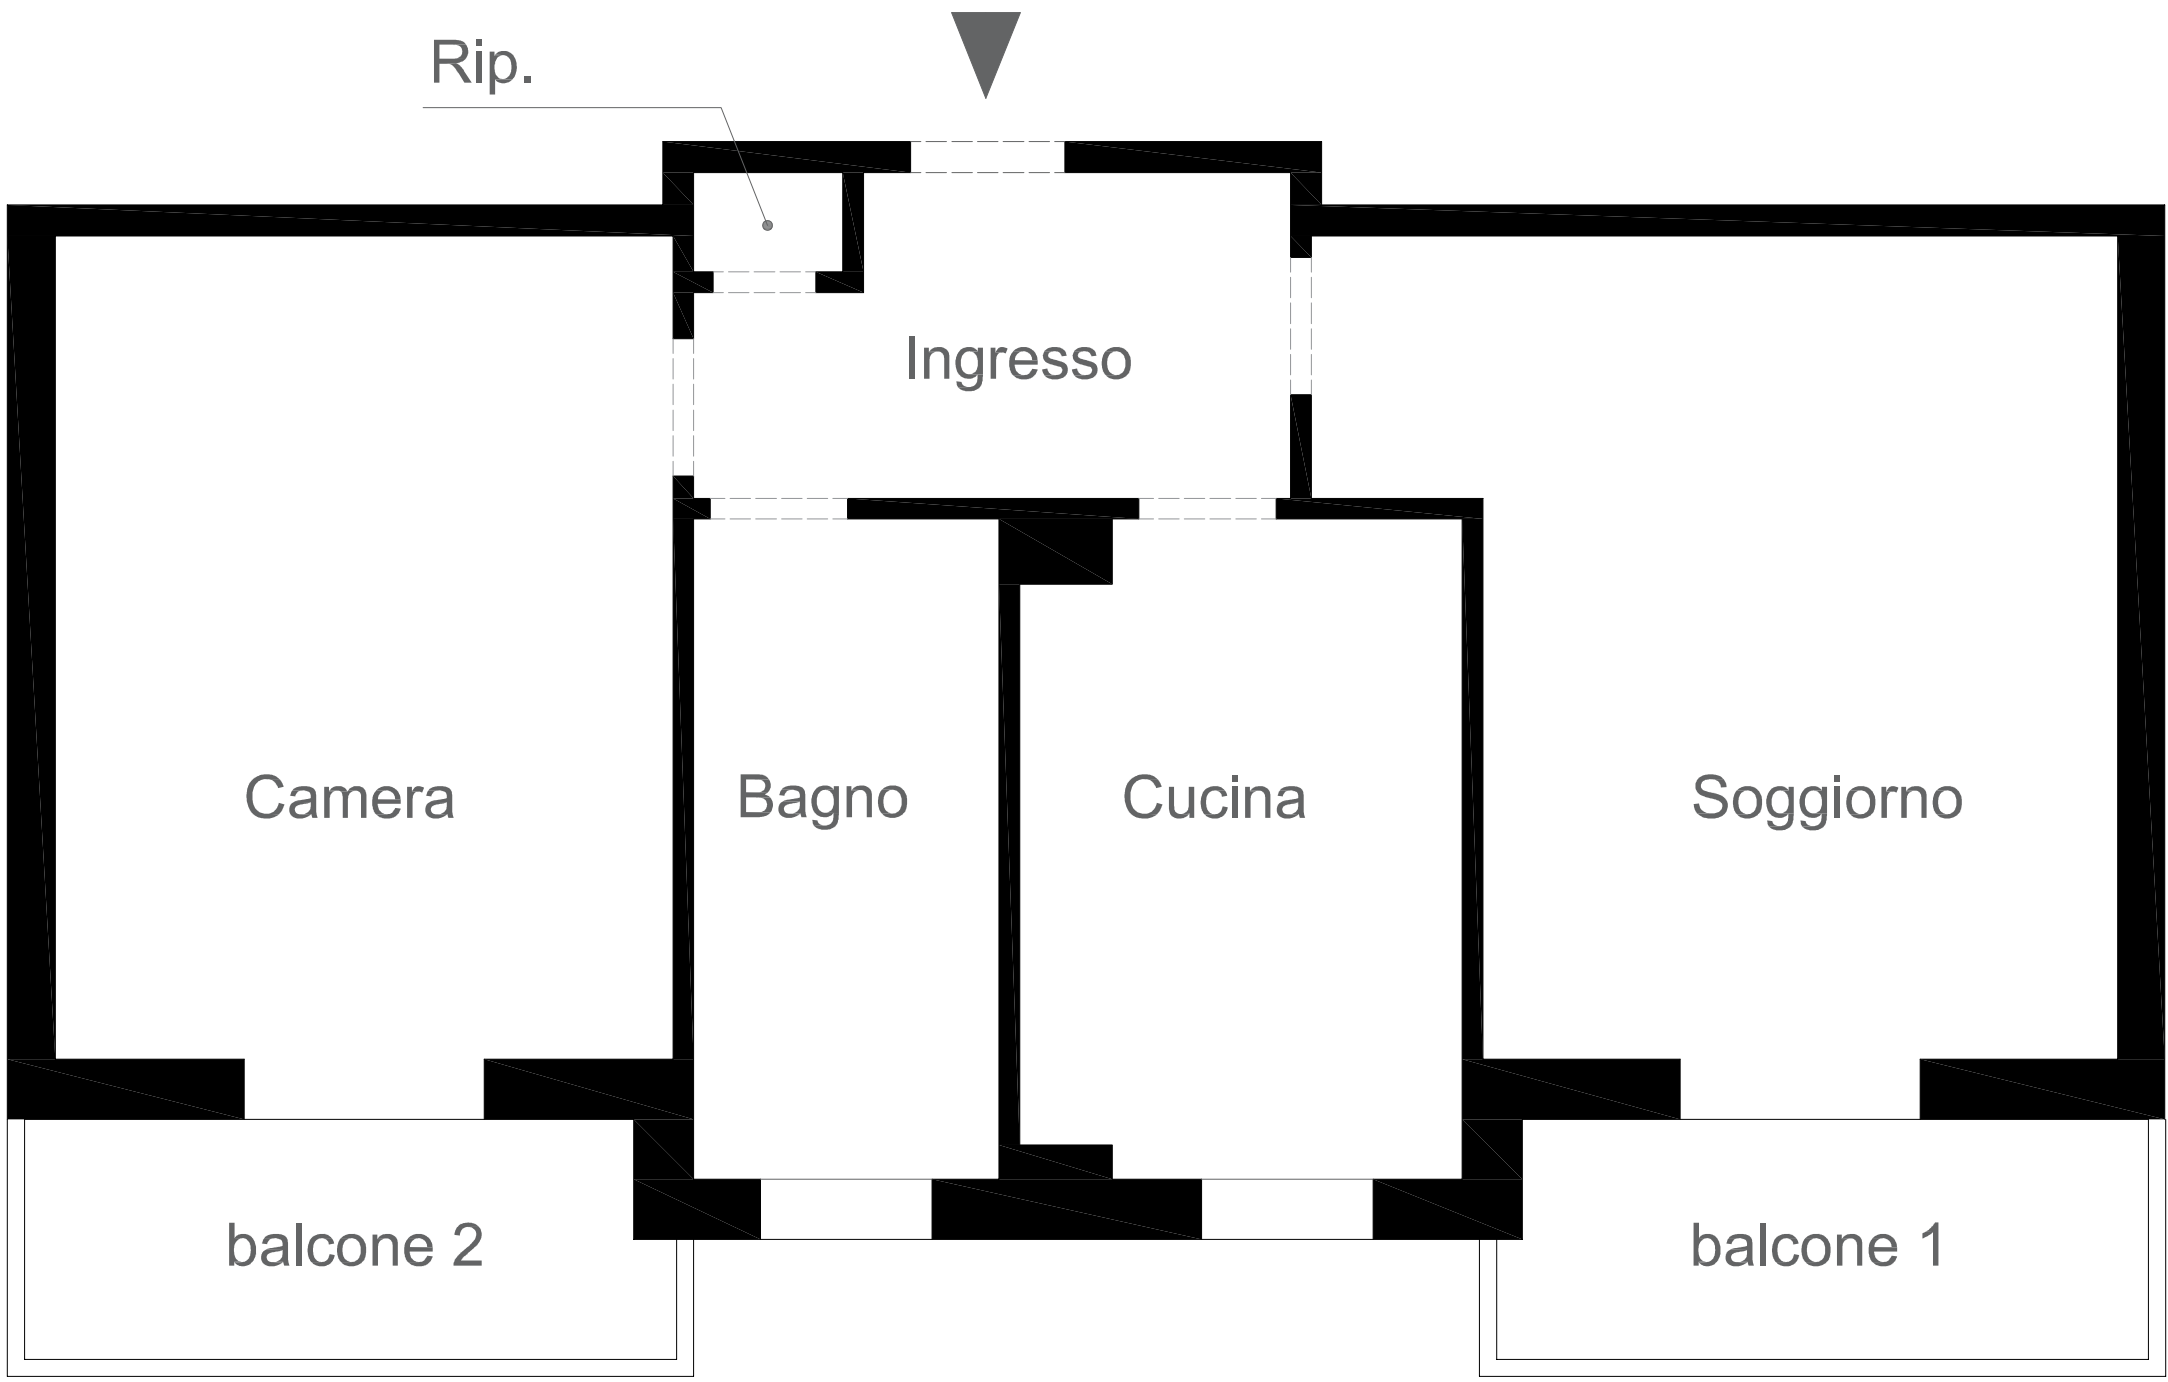 Rip.
Ingresso
Camera
Bagno
Cucina
Soggiorno
balcone 2
balcone 1